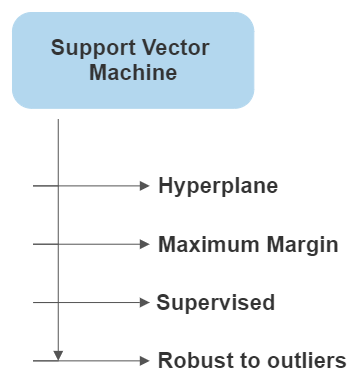 Support Vector
Machine
Hyperplane
Maximum Margin
Supervised
Robust to outliers